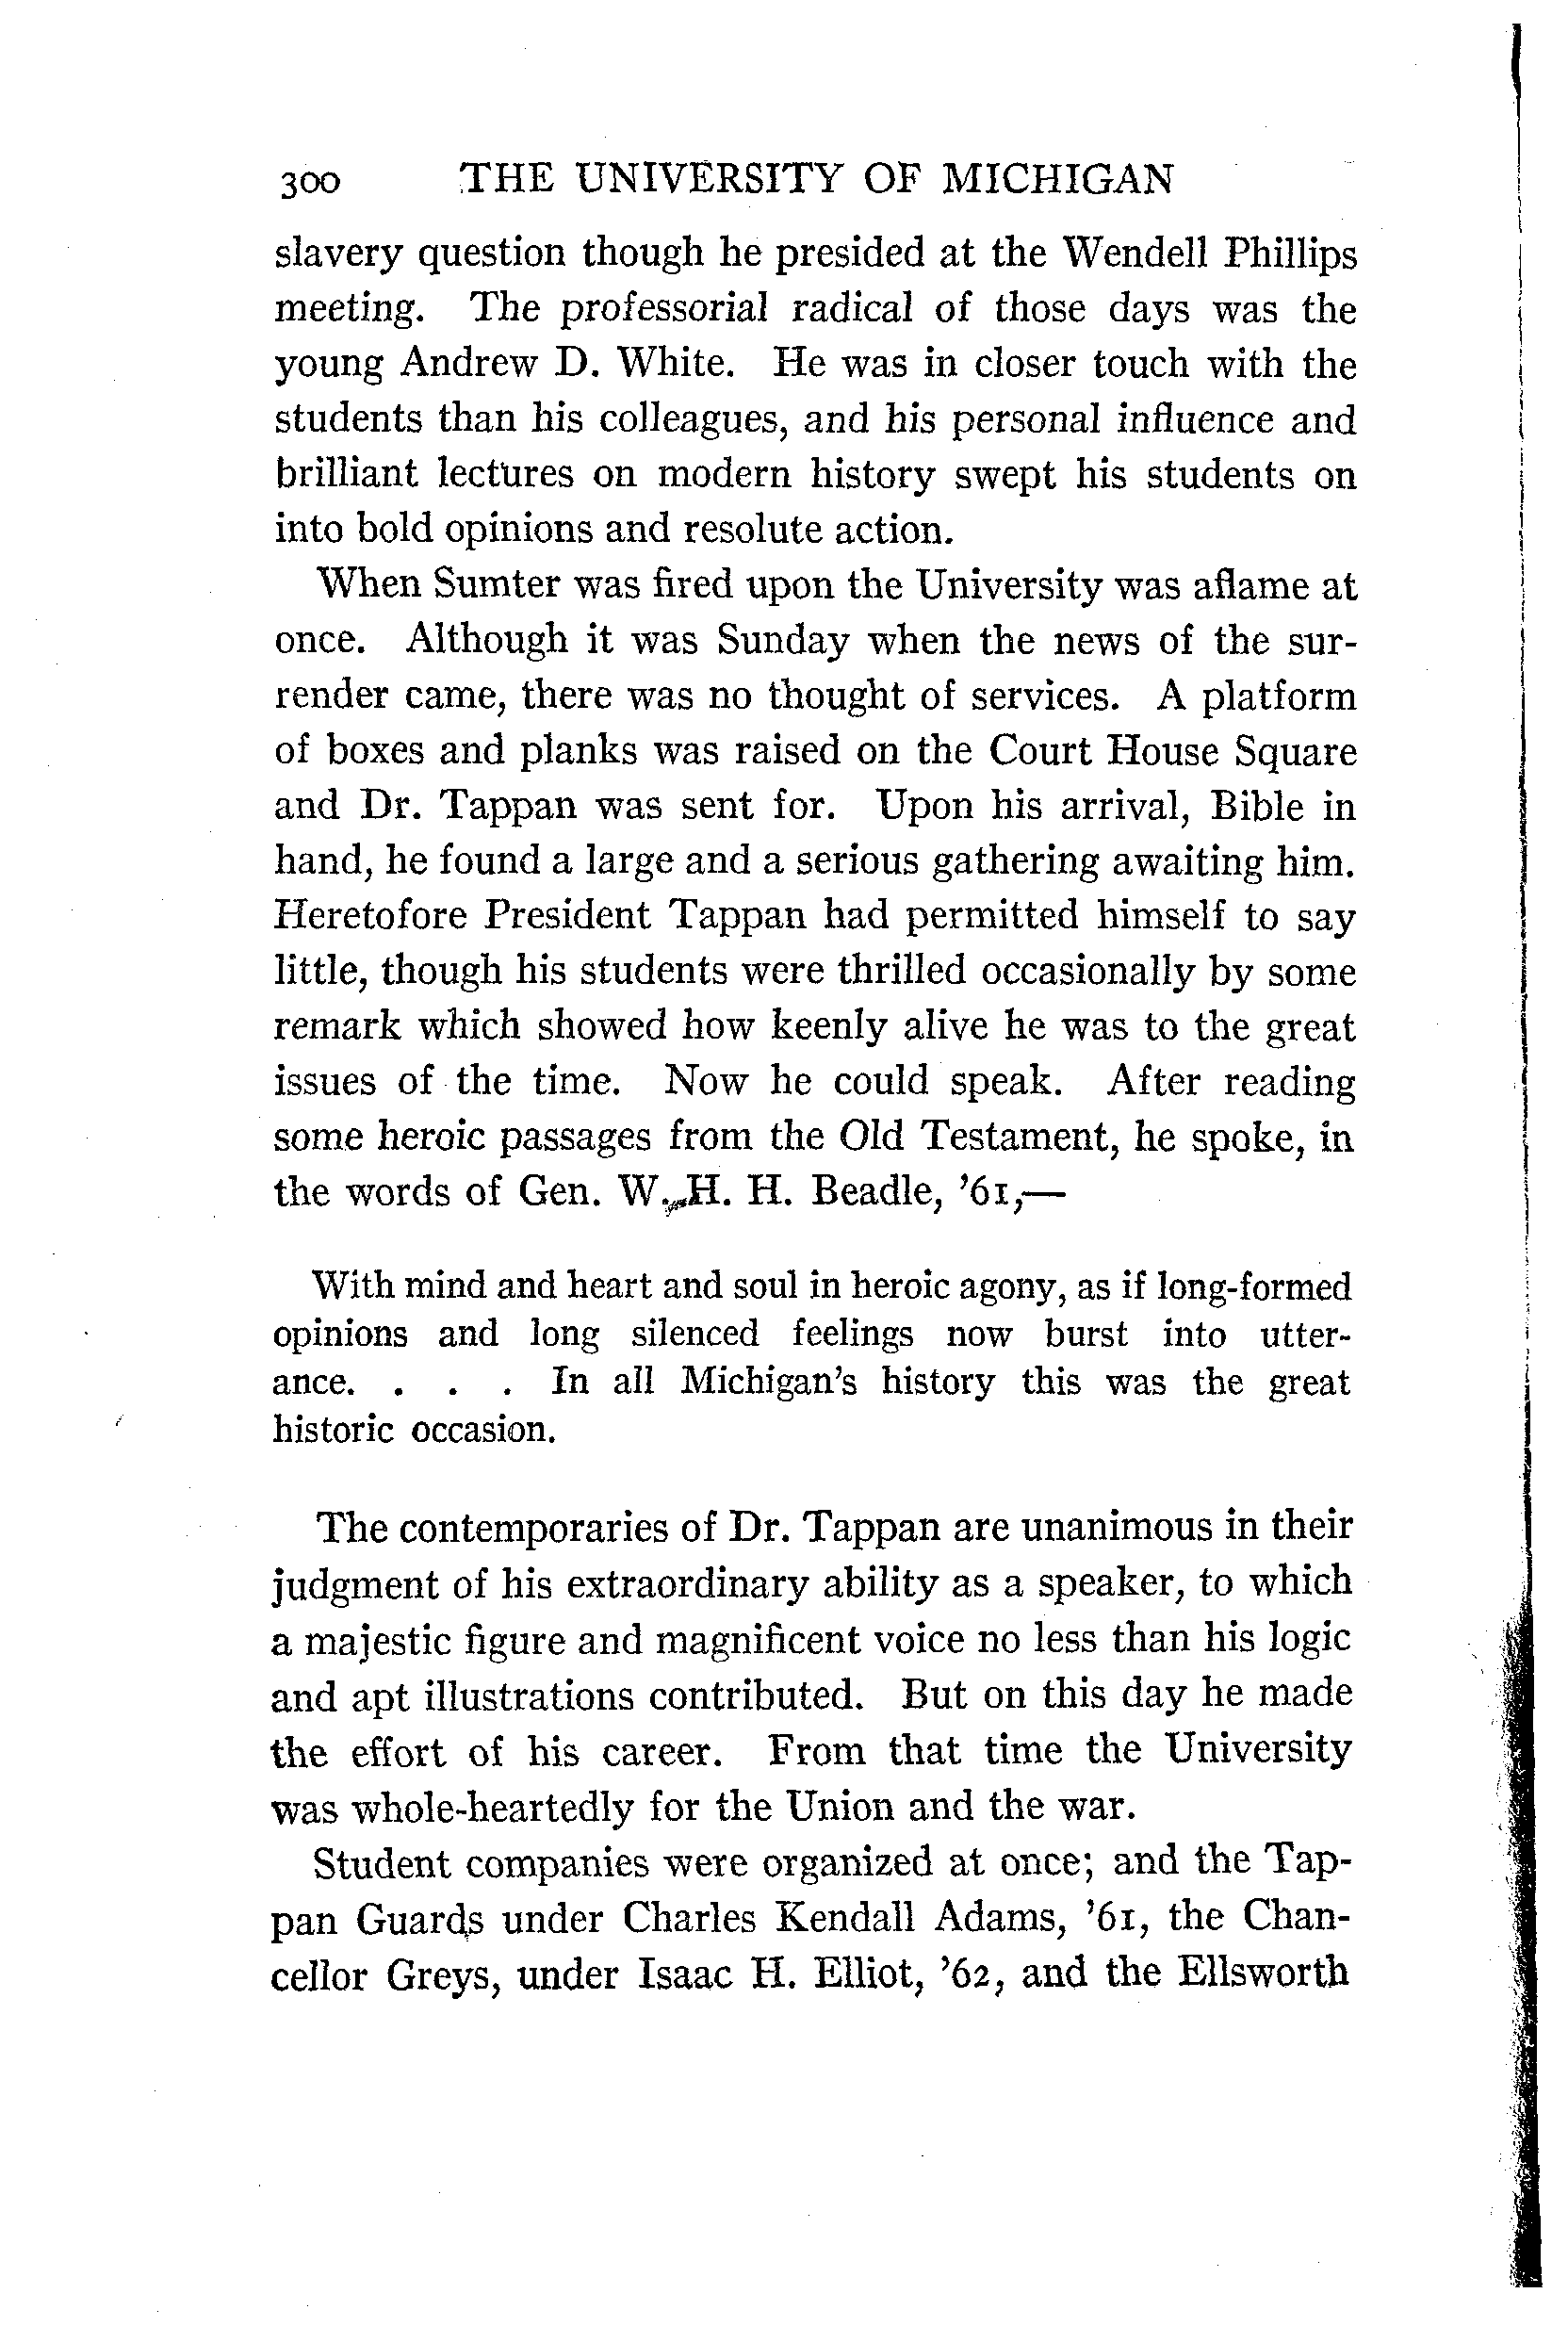 300 THE UNIVERSITY OF MICHIGAN
slavery question though he presided at the Wendell Phillips
meeting. The professorial radical of those days was the
young Andrew D. White. He was in closer touch with the
students than his colleagues, and his personal influence and
brilliant lectures on modern history swept his students on
into bold opinions and resolute action.
When Sumter was fired upon the University was aflame at
once. Although it was Sunday when the news of the sur-
render came, there was no thought of services. A platform
of boxes and planks was raised on the Court House Square
and Dr. Tappan was sent for. Upon his arrival, Bible in
hand, he found a large and a serious gathering awaiting him.
Heretofore President Tappan had permitted himself to say
little, though his students were thrilled occasionally by some
remark which showed how keenly alive he was to the great
issues of the time. Now he could speak. After reading
some heroic passages from the Old Testament, he spoke, in
the words of Gen. W. H. H. Beadle, '61,—
With mind and heart and soul in heroic agony, as if long-formed
opinions and long silenced feelings now burst into utter-
ance. . . . In all Michigan's history this was the great
historic occasion.
The contemporaries of Dr. Tappan are unanimous in their
judgment of his extraordinary ability as a speaker, to which
a majestic figure and magnificent voice no less than his logic
and apt illustrations contributed. But on this day he made
the effort of his career. From that time the University
was whole-heartedly for the Union and the war.
Student companies were organized at once; and the Tap-
pan Guards under Charles Kendall Adams, '61, the Chan-
cellor Greys, under Isaac H. Elliot, '62, and the Ellsworth